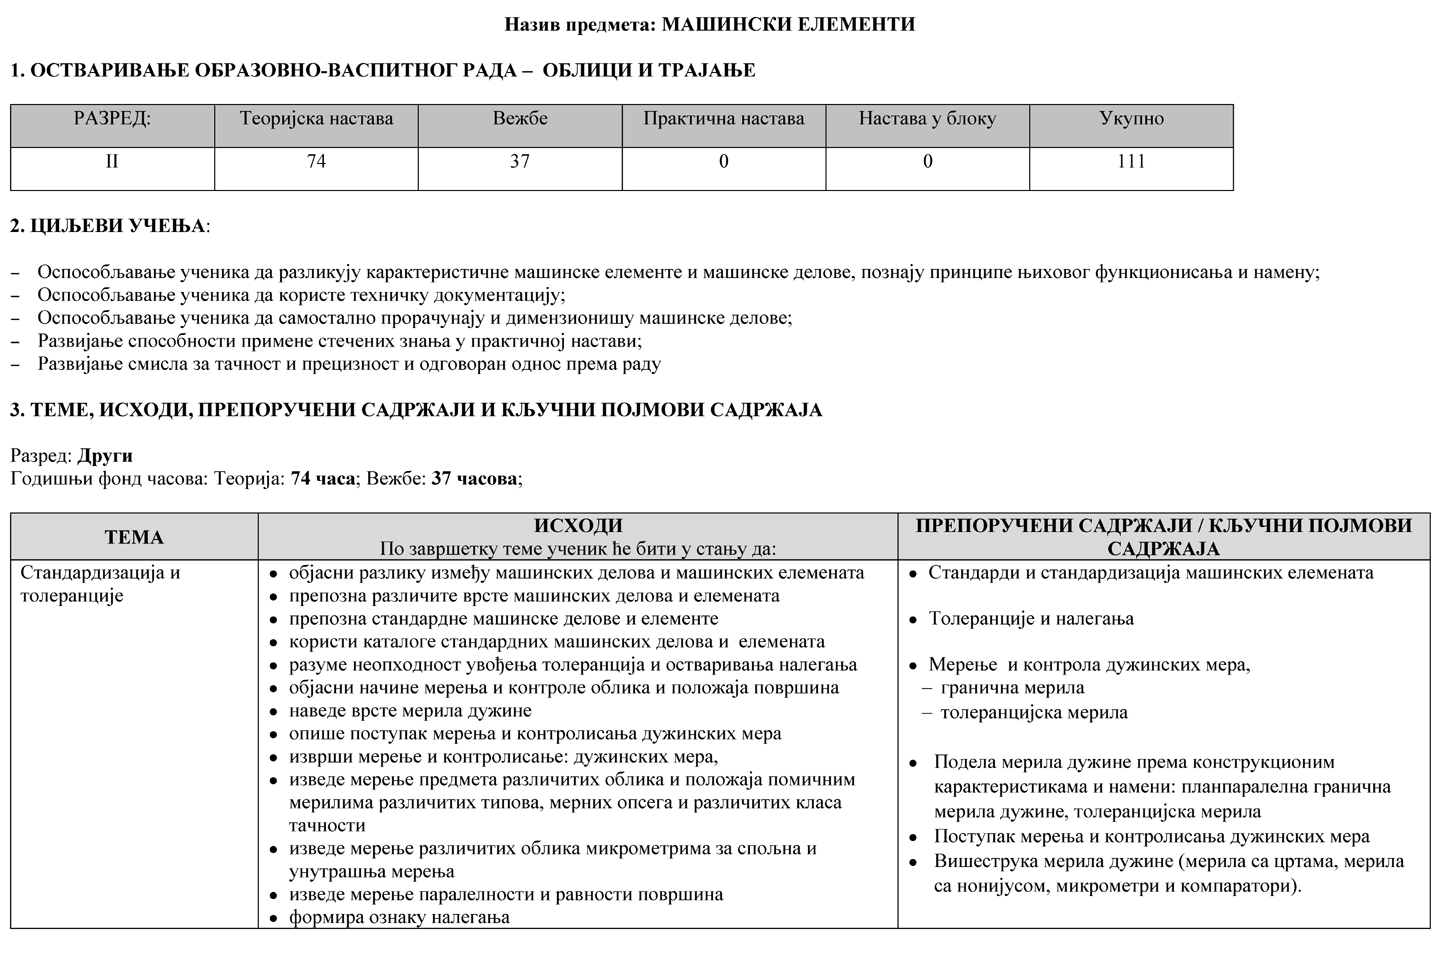 Назив предмета: МАШИНСКИ ЕЛЕМЕНТИ
1. ОСТВАРИВАЊЕ ОБРАЗОВНО-ВАСПИТНОГ РАДА – ОБЛИЦИ И ТРАЈАЊЕ
РАЗРЕД: Теоријска настава Вежбе Практична настава Настава у блоку Укупно
II 74 37 0 0 111
2. ЦИЉЕВИ УЧЕЊА:
– Оспособљавање ученика да разликују карактеристичне машинске елементе и машинске делове, познају принципе њиховог функционисања и намену;
– Оспособљавање ученика да користе техничку документацију;
– Оспособљавање ученика да самостално прорачунају и димензионишу машинске делове;
– Развијање способности примене стечених знања у практичној настави;
– Развијање смисла за тачност и прецизност и одговоран однос према раду
3. ТЕМЕ, ИСХОДИ, ПРЕПОРУЧЕНИ САДРЖАЈИ И КЉУЧНИ ПОЈМОВИ САДРЖАЈА
Разред: Други
Годишњи фонд часова: Теорија: 74 часа; Вежбе: 37 часова;
ТЕМА
ИСХОДИ
По завршетку теме ученик ће бити у стању да:
ПРЕПОРУЧЕНИ САДРЖАЈИ / КЉУЧНИ ПОЈМОВИ
САДРЖАЈА
Стандардизација и
толеранције
• објасни разлику између машинских делова и машинских елемената
• препозна различите врсте машинских делова и елемената
• препозна стандардне машинске делове и елементе
• користи каталоге стандардних машинских делова и елемената
• разуме неопходност увођења толеранција и остваривања налегања
• објасни начине мерења и контроле облика и положаја површина
• наведе врсте мерила дужине
• опише поступак мерења и контролисања дужинских мера
• изврши мерење и контролисање: дужинских мера,
• изведе мерење предмета различитих облика и положаја помичним
мерилима различитих типова, мерних опсега и различитих класа
тачности
• изведе мерење различитих облика микрометрима за спољна и
унутрашња мерења
• изведе мерење паралелности и равности површина
• формира ознаку налегања
• Стандарди и стандардизација машинских елемената
• Толеранције и налегања
• Мерење и контрола дужинских мера,
– гранична мерила
– толеранцијска мерила
• Подела мерила дужине према конструкционим
карактеристикама и намени: планпаралелна гранична
мерила дужине, толеранцијска мерила
• Поступак мерења и контролисања дужинских мера
• Вишеструка мерила дужине (мерила са цртама, мерила
са нонијусом, микрометри и компаратори).